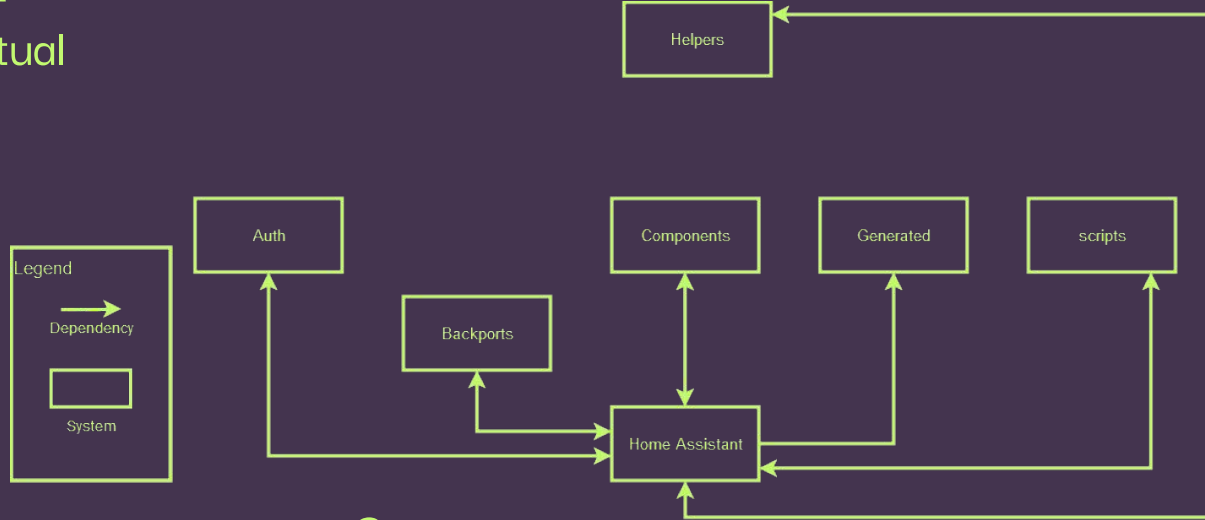 tual
Helpers
Auth
Components
Generated
scripts
Legend
Dependency
System
Backports
Home Assistant